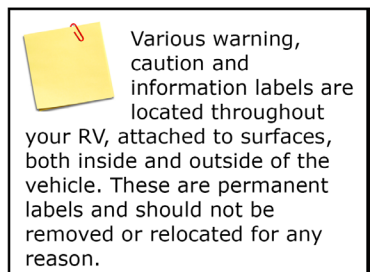 Various warning,
caution and
information labels are
located throughout
your RV, attached to surfaces,
both inside and outside of the
vehicle. These are permanent
labels and should not be
removed or relocated for any
reason.